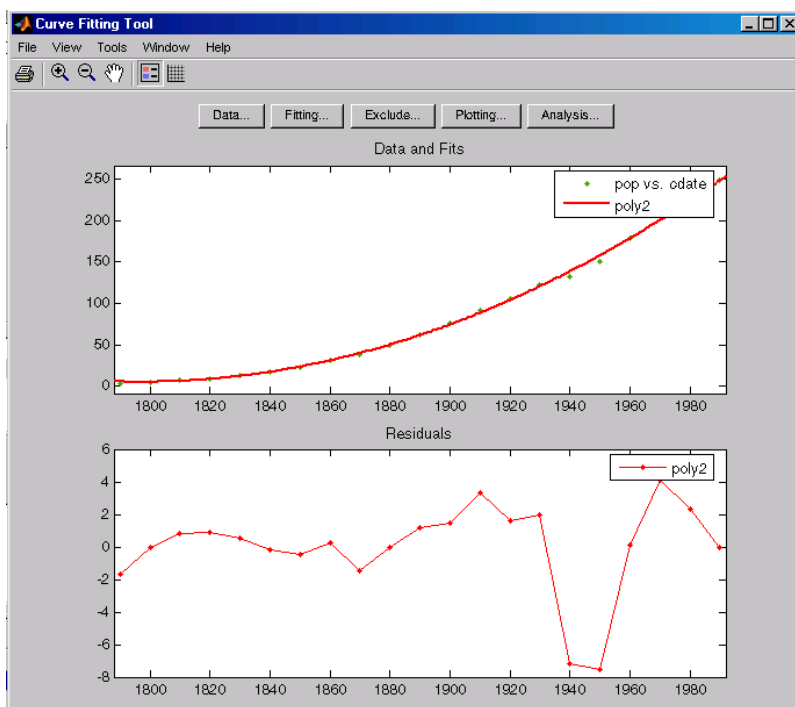 Curve Fitting Tool
File View Tools Window Help
Data... Fitting... Exclude... Plotting... Analysis...
Data and Fits
250
200
150
100
50
0
pop vs. cdate
poly2
1800 1820 1840 1860 1880 1900 1920 1940 1960 1980
Residuals
6
4
2
0
-2
-4
-6
-8
poly2
1800 1820 1840 1860 1880 1900 1920 1940 1960 1980